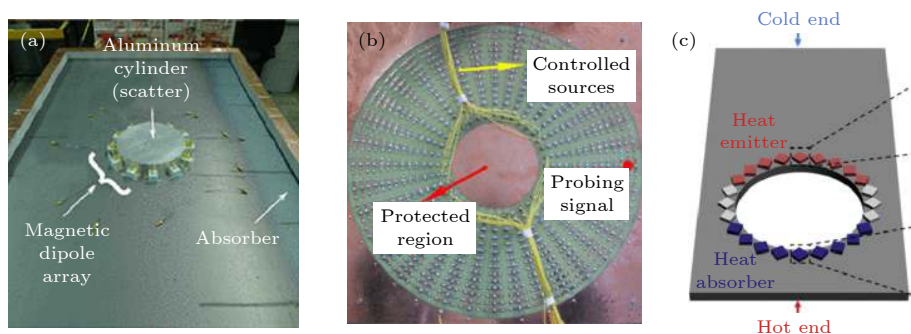 (a)
Aluminum
cylinder
(scatter)
Magnetic
dipole
array
Absorber
(b)
Controlled
sources
Probing
signal
Protected
region
(c)
Cold end
Heat
emitter
Heat
absorber
Hot end